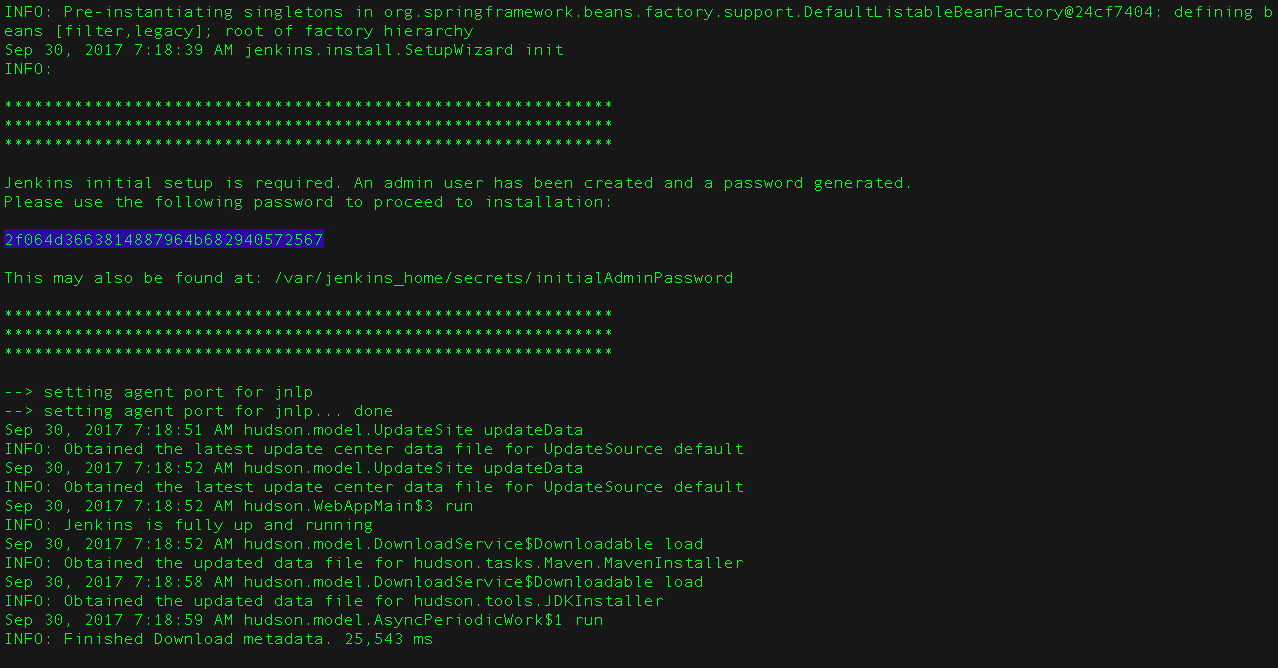 INFO: Pre-instantiating singletons in org.springframework.beans.factory.support.DefaultListableBeanFactory@24cf7404: defining b
eans [filter,legacy]; root of factory hierarchy
Sep 30, 2017 7:18:39 AM jenkins.install.SetupWizard init
INFO:
*************************************************************
*************************************************************
*************************************************************
Jenkins initial setup is required. An admin user has been created and a password generated.
Please use the following password to proceed to installation:
2f064d3663814887964b682940572567
This may also be found at: /var/jenkins_home/secrets/initialAdminPassword
*************************************************************
*************************************************************
*************************************************************
--> setting agent port for jnlp
--> setting agent port for jnlp... done
Sep 30, 2017 7:18:51 AM hudson.model.UpdateSite updateData
INFO: Obtained the latest update center data file for UpdateSource default
Sep 30, 2017 7:18:52 AM hudson.model.UpdateSite updateData
INFO: Obtained the latest update center data file for UpdateSource default
Sep 30, 2017 7:18:52 AM hudson.WebAppMain$3 run
INFO: Jenkins is fully up and running
Sep 30, 2017 7:18:52 AM hudson.model.DownloadService$Downloadable load
INFO: Obtained the updated data file for hudson.tasks.Maven.MavenInstaller
Sep 30, 2017 7:18:58 AM hudson.model.DownloadService$Downloadable load
INFO: Obtained the updated data file for hudson.tools.JDKInstaller
Sep 30, 2017 7:18:59 AM hudson.model.AsyncPeriodicWork$1 run
INFO: Finished Download metadata. 25,543 ms